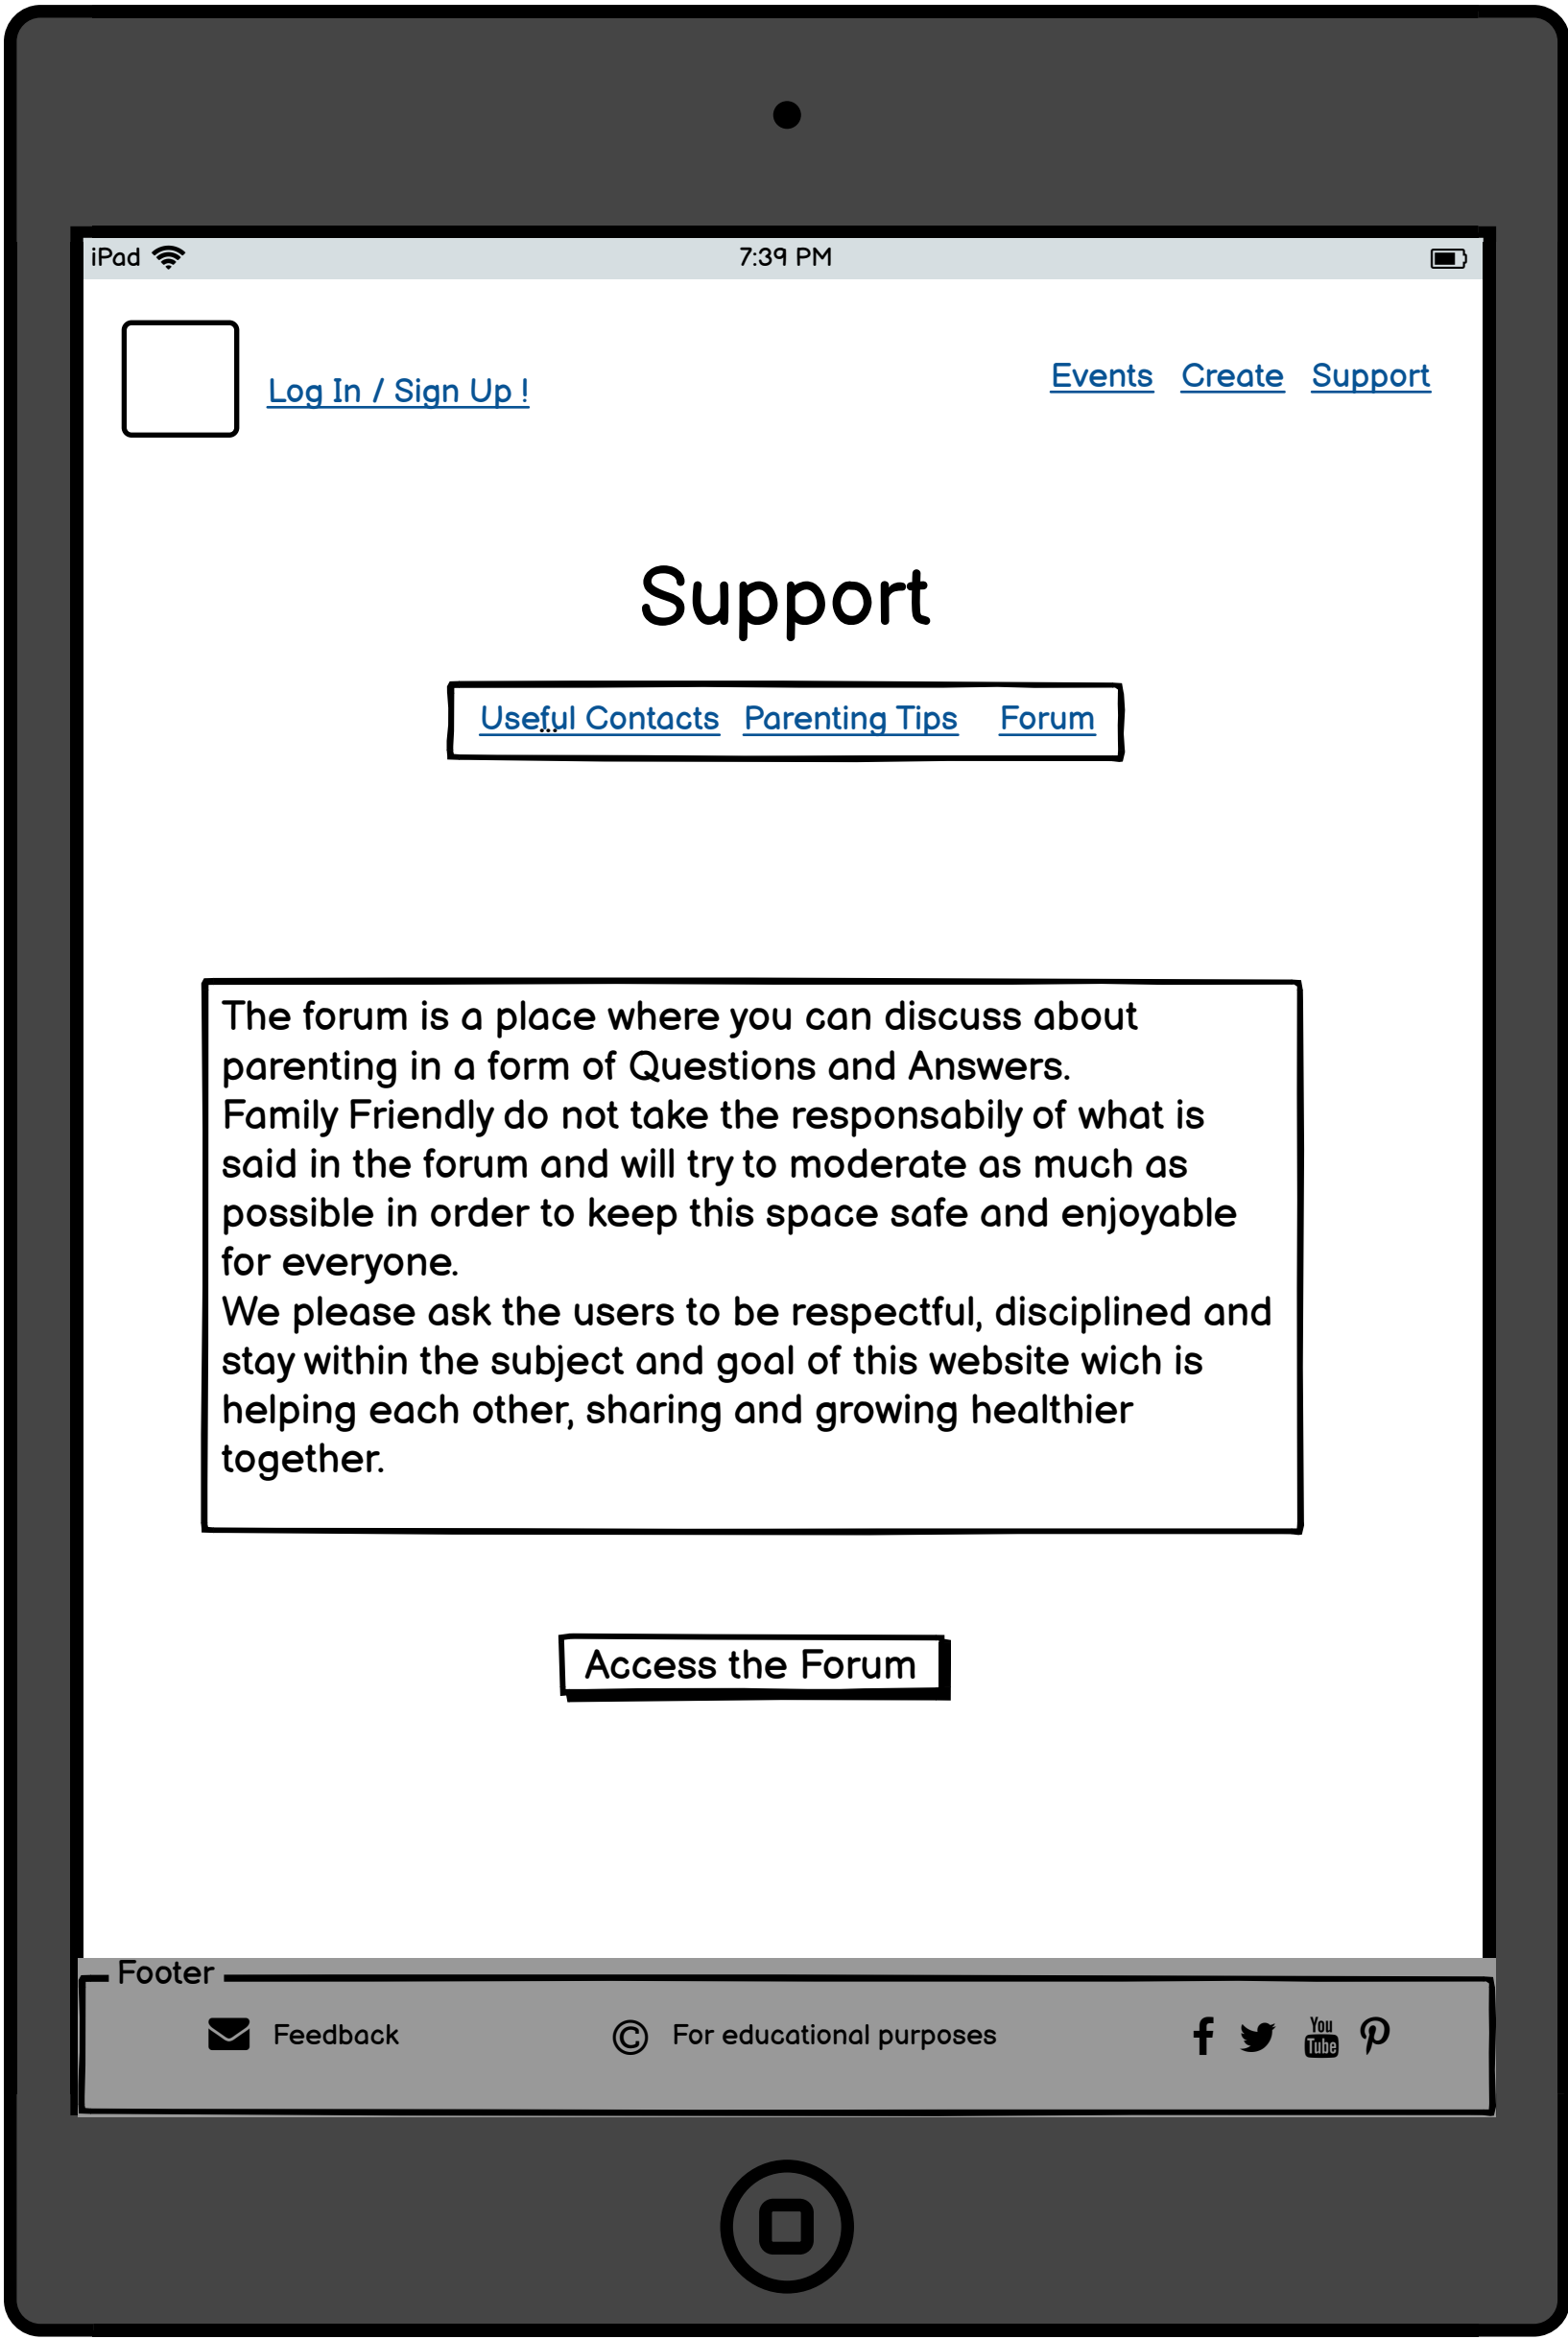 iPad 7:39 PM
Log In / Sign Up !
Events Create Support
Support
Useful Contacts Parenting Tips Forum
...
The forum is a place where you can discuss about
parenting in a form of Questions and Answers.
Family Friendly do not take the responsabily of what is
said in the forum and will try to moderate as much as
possible in order to keep this space safe and enjoyable
for everyone.
We please ask the users to be respectful, disciplined and
stay within the subject and goal of this website wich is
helping each other, sharing and growing healthier
together.
Access the Forum
Footer
Feedback © For educational purposes You Tube